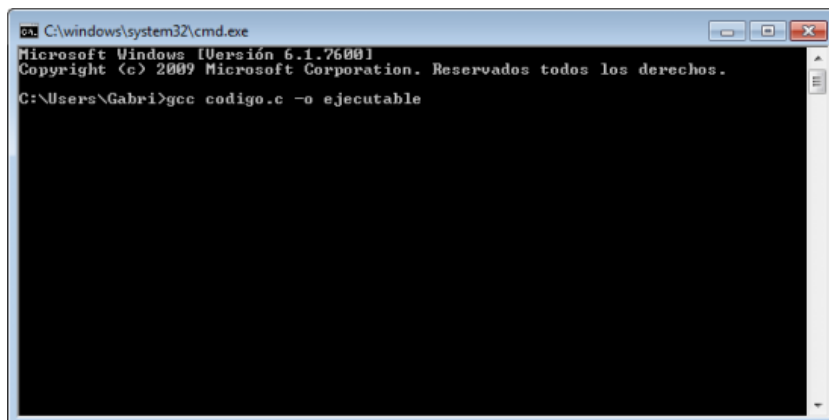 C:\windows\system32\cmd.exe
Microsoft Windows [Versión 6.1.7600]
Copyright (c) 2009 Microsoft Corporation. Reservados todos los derechos.
C:\Users\Gabri>gcc codigo.c -o ejecutable